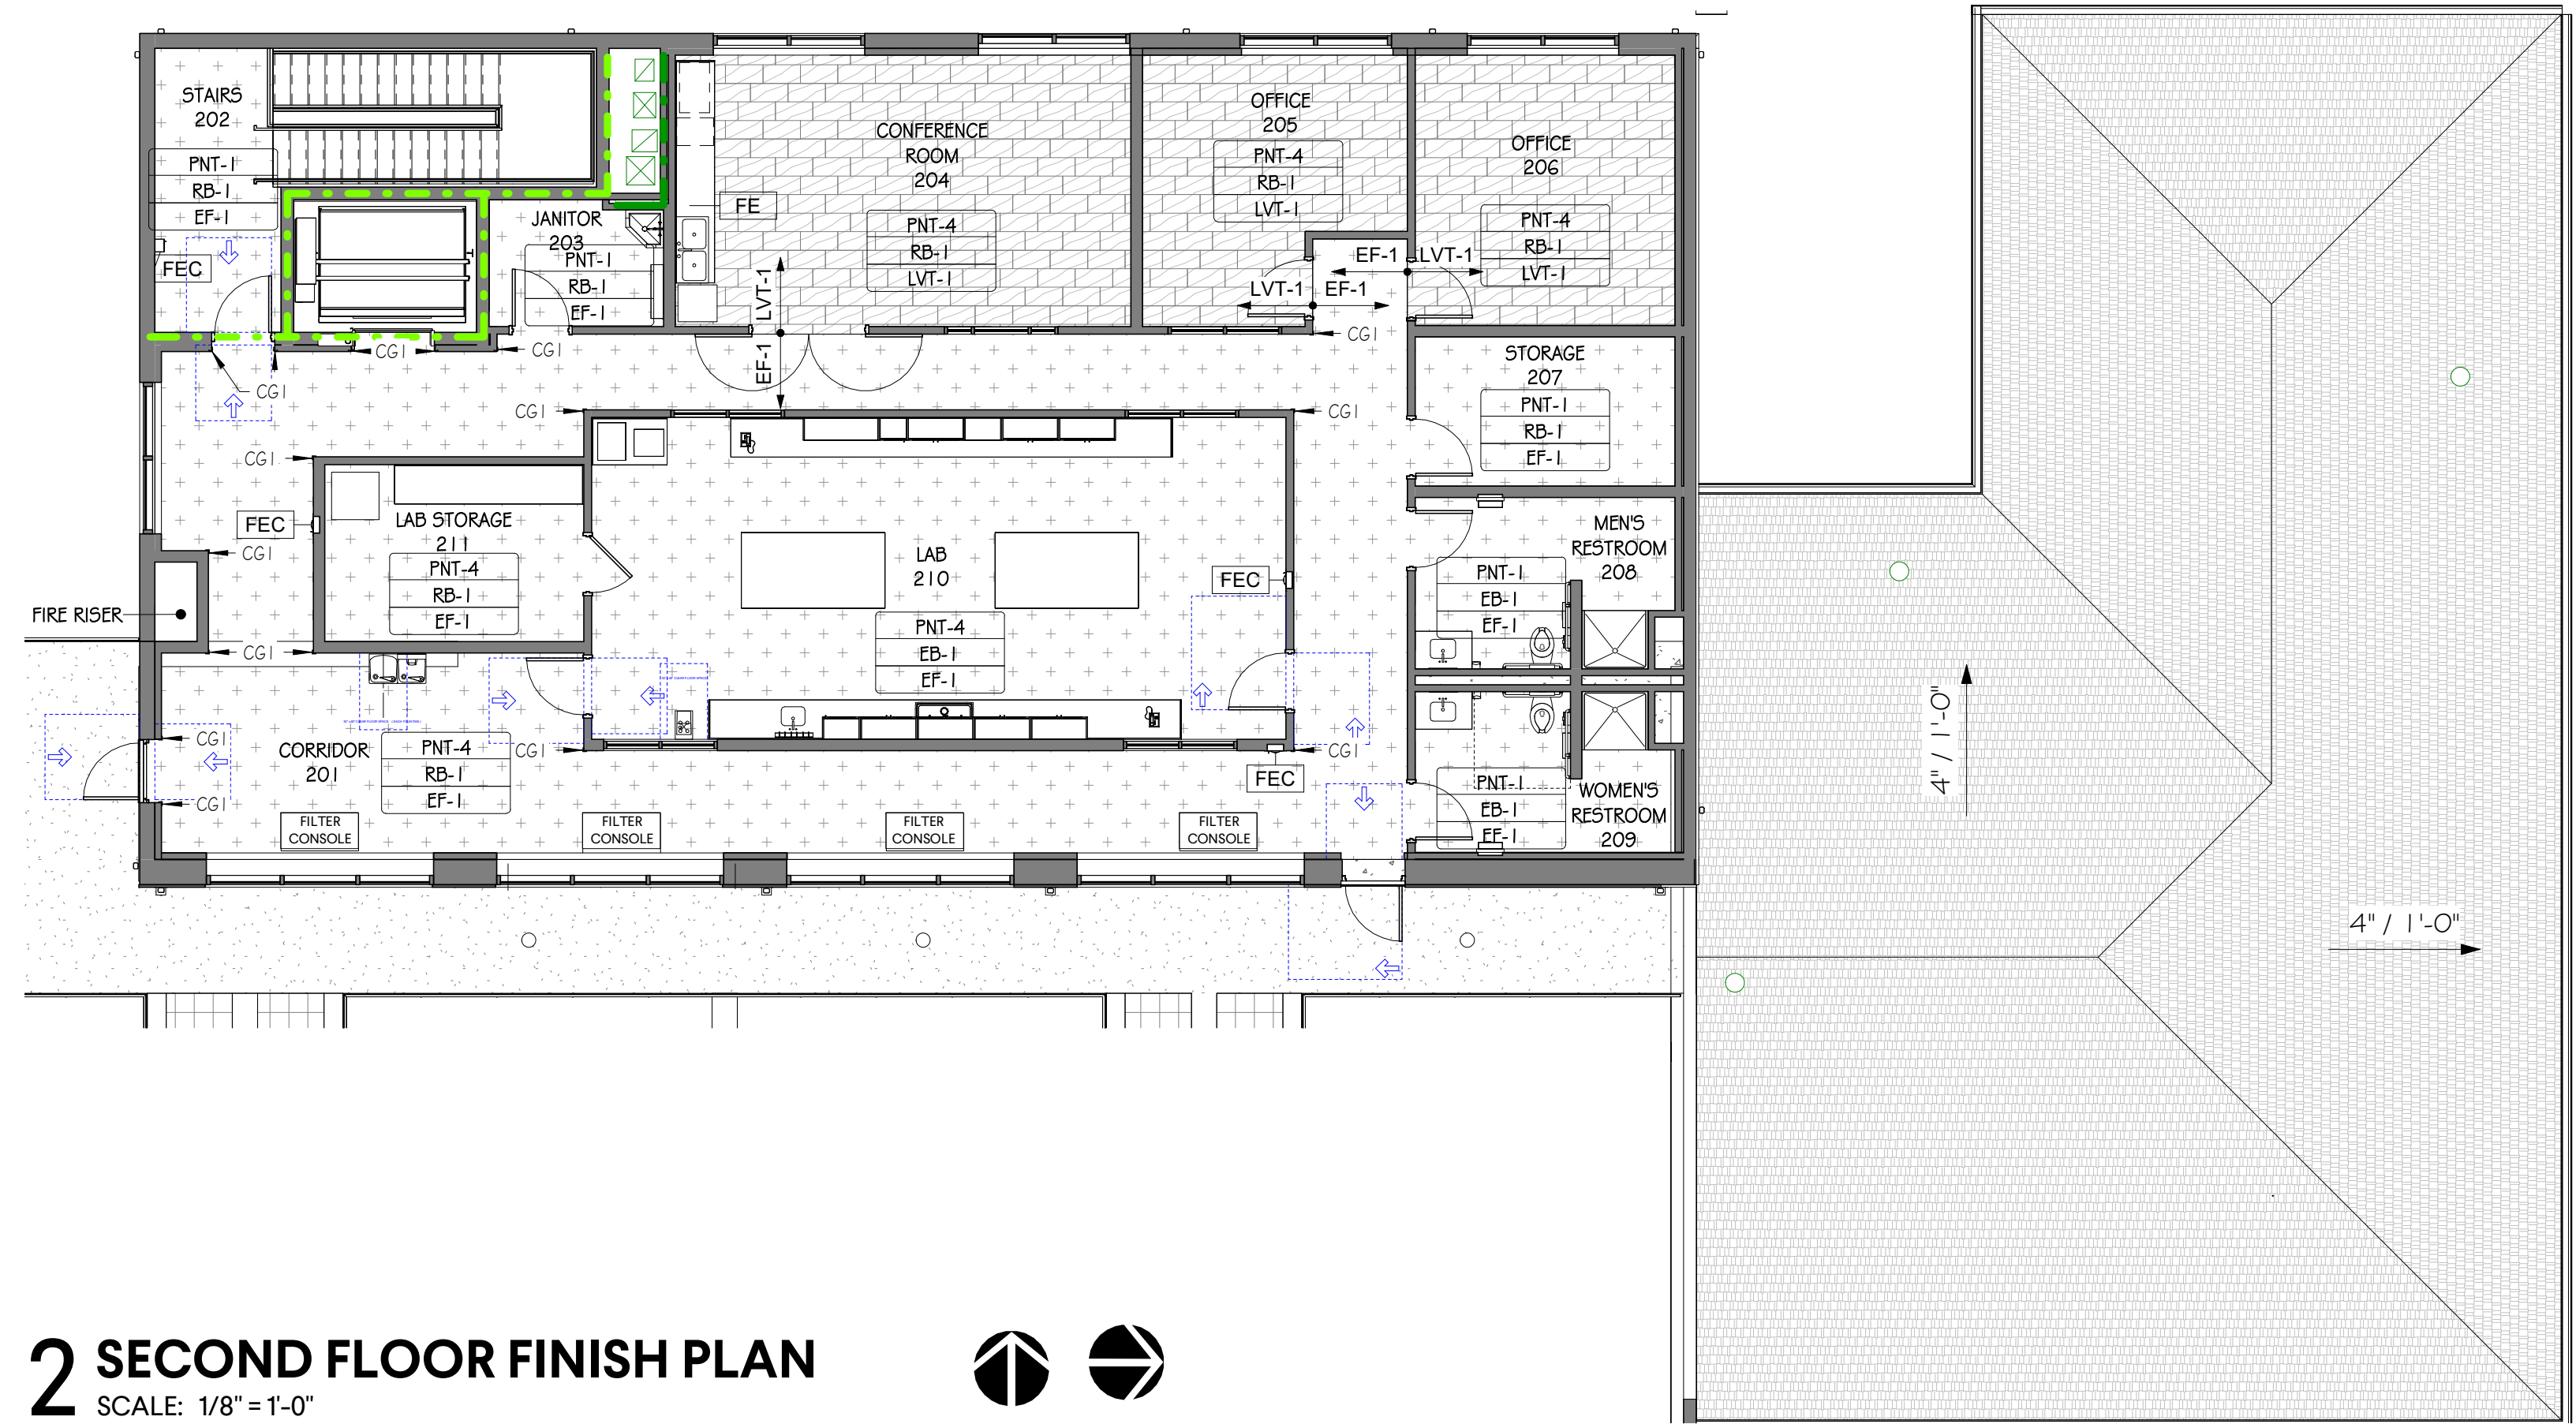 STAIRS
202
PNT-1
RB-1
EF-1
FEC
JANITOR
203
PNT-1
RB-1
EF-1
FE
CONFERENCE
ROOM
204
PNT-4
RB-1
LVT-1
EF-1 LVT-1
OFFICE
205
PNT-4
RB-1
LVT-1
OFFICE
206
PNT-4
RB-1
LVT-1
EF-1 LVT-1
LVT-1 EF-1
CG1
CG1
CG1
CG1
STORAGE
207
PNT-1
RB-1
EF-1
CG1
CG1
CG1
FEC
LAB STORAGE
211
PNT-4
RB-1
EF-1
LAB
210
PNT-4
EB-1
EF-1
FEC
MEN'S
RESTROOM
208
PNT-1
EB-1
EF-1
CG1
FIRE RISER
CG1
CG1
CG1
CORRIDOR
201
PNT-4
RB-1
EF-1
CG1
CG1
FEC
PNT-1
EB-1
EF-1
WOMEN'S
RESTROOM
209
FILTER
CONSOLE
FILTER
CONSOLE
FILTER
CONSOLE
FILTER
CONSOLE
4" / 1'-0"
4" / 1'-0"
2 SECOND FLOOR FINISH PLAN
SCALE: 1/8" = 1'-0"